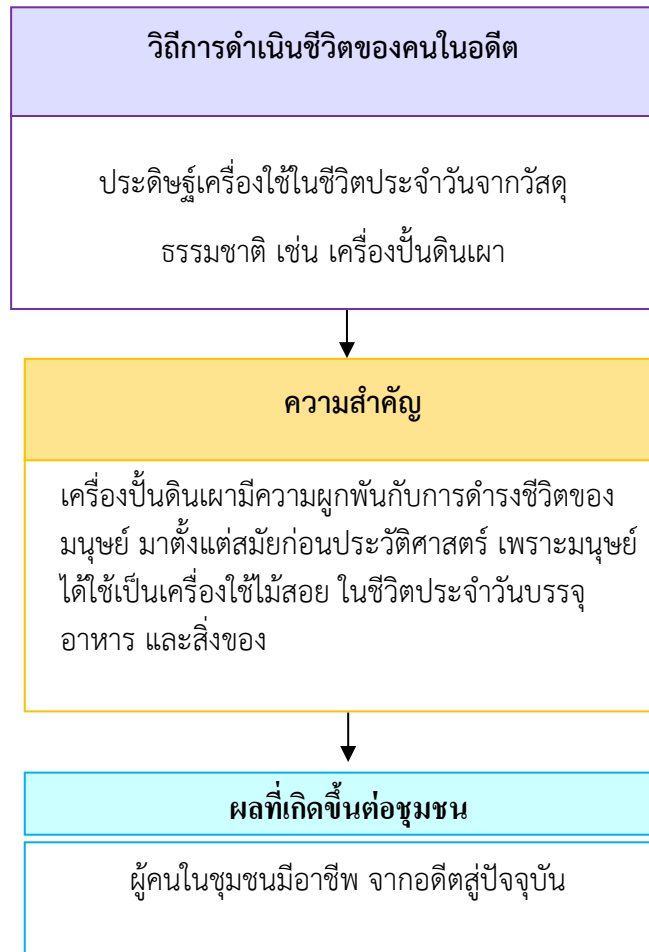 วิถีการดำเนินชีวิตของคนในอดีต
ประดิษฐ์เครื่องใช้ในชีวิตประจำวันจากวัสดุ
ธรรมชาติ เช่น เครื่องปั้นดินเผา
ความสำคัญ
เครื่องปั้นดินเผามีความผูกพันกับการดำรงชีวิตของ
มนุษย์ มาตั้งแต่สมัยก่อนประวัติศาสตร์ เพราะมนุษย์
ได้ใช้เป็นเครื่องใช้ไม้สอย ในชีวิตประจำวันบรรจุ
อาหาร และสิ่งของ
ผลที่เกิดขึ้นต่อชุมชน
ผู้คนในชุมชนมีอาชีพ จากอดีตสู่ปัจจุบัน